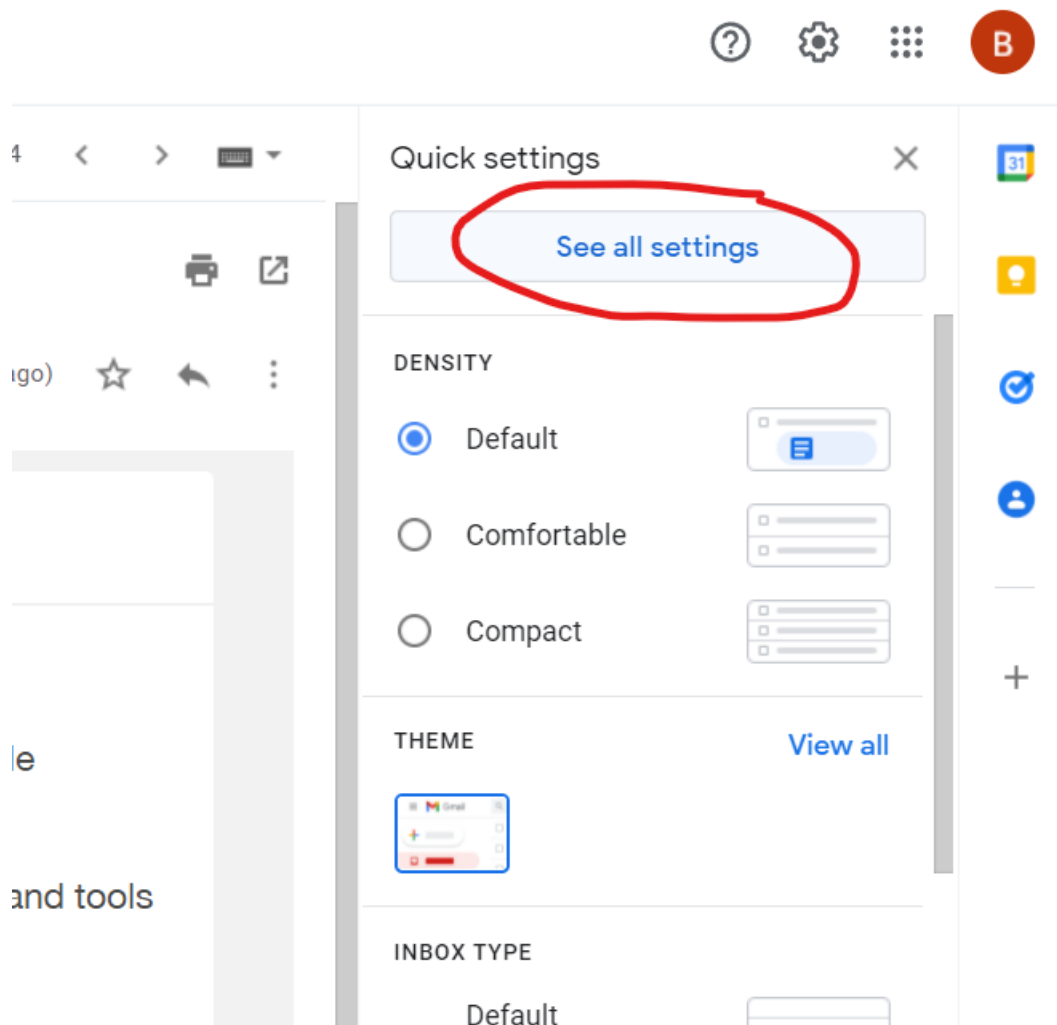 B
4
Quick settings
31
See all settings
ago)
DENSITY
Default
Comfortable
Compact
THEME
View all
le
Gmail
and tools
INBOX TYPE
Default